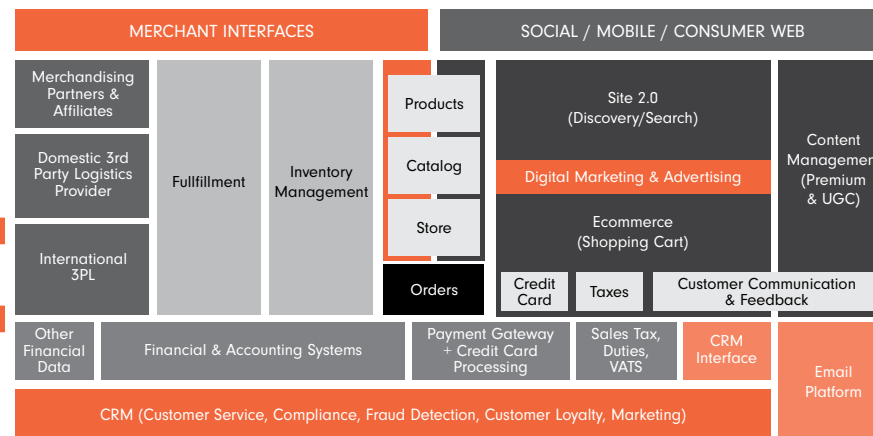 MERCHANT INTERFACES
SOCIAL / MOBILE / CONSUMER WEB
Merchandising
Partners &
Affiliates
Domestic 3rd
Party Logistics
Provider
International
3PL
Fullfillment
Inventory
Management
Products
Catalog
Store
Orders
Site 2.0
(Discovery/Search)
Digital Marketing & Advertising
Ecommerce
(Shopping Cart)
Credit
Card
Taxes
Customer Communication
& Feedback
Content
Managemen
(Premium
& UGC)
Other
Financial
Data
Financial & Accounting Systems
Payment Gateway
+ Credit Card
Processing
Sales Tax,
Duties,
VATS
CRM
Interface
Email
Platform
CRM (Customer Service, Compliance, Fraud Detection, Customer Loyalty, Marketing)